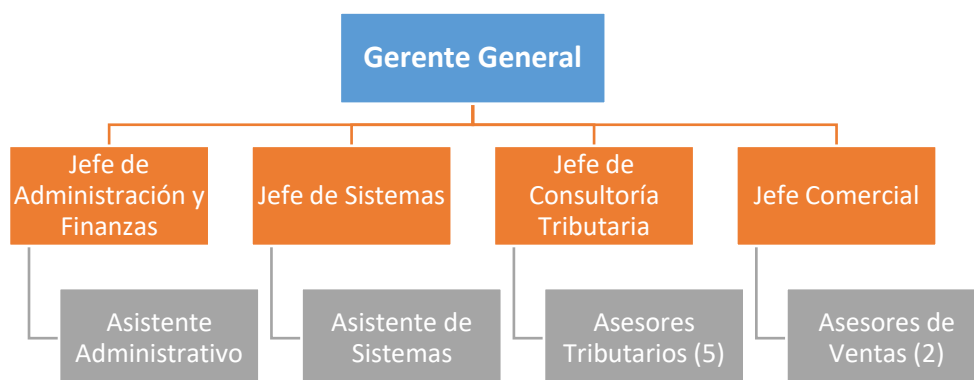 Gerente General
Jefe de
Administración y
Finanzas
Jefe de Sistemas
Jefe de
Consultoría
Tributaria
Jefe Comercial
Asistente
Administrativo
Asistente de
Sistemas
Asesores
Tributarios (5)
Asesores de
Ventas (2)